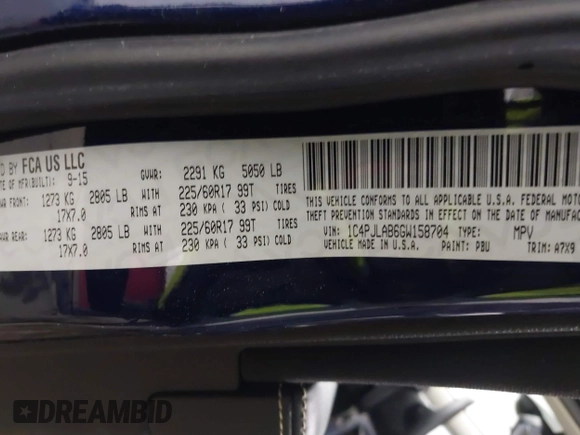 BY FCA US LLC
OF MFR(BUILT): 9-15 GVWR: 2291 KG 5050 LB
FRONT: 1273 KG 2805 LB WITH 225/60R17 99T TIRES
17X7.0 RIMS AT 230 KPA ( 33 PSI) COLD
REAR: 1273 KG 2805 LB WITH 225/60R17 99T TIRES
17X7.0 RIMS AT 230 KPA ( 33 PSI) COLD
THIS VEHICLE CONFORMS TO ALL APPLICABLE U.S.A. FEDERAL
THEFT PREVENTION STANDARDS IN EFFECT ON THE DATE OF
VIN: 1C4PJLAB6GW158704 TYPE: MPV
VEHICLE MADE IN U.S.A. PAINT: PBU TRIM: A7X9
DREAMBID